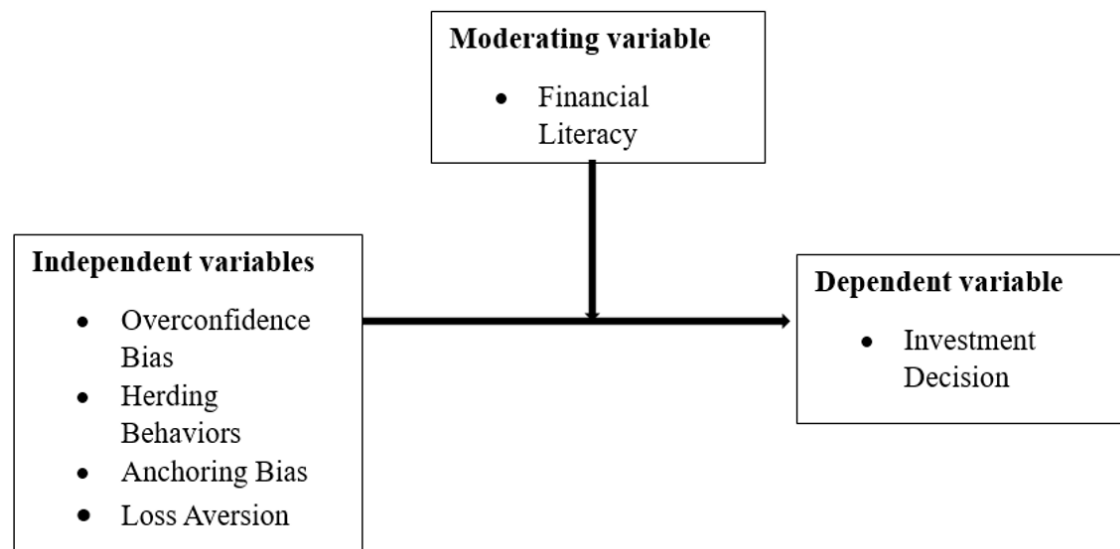 Moderating variable
• Financial
Literacy
Independent variables
• Overconfidence
Bias
• Herding
Behaviors
• Anchoring Bias
• Loss Aversion
Dependent variable
• Investment
Decision